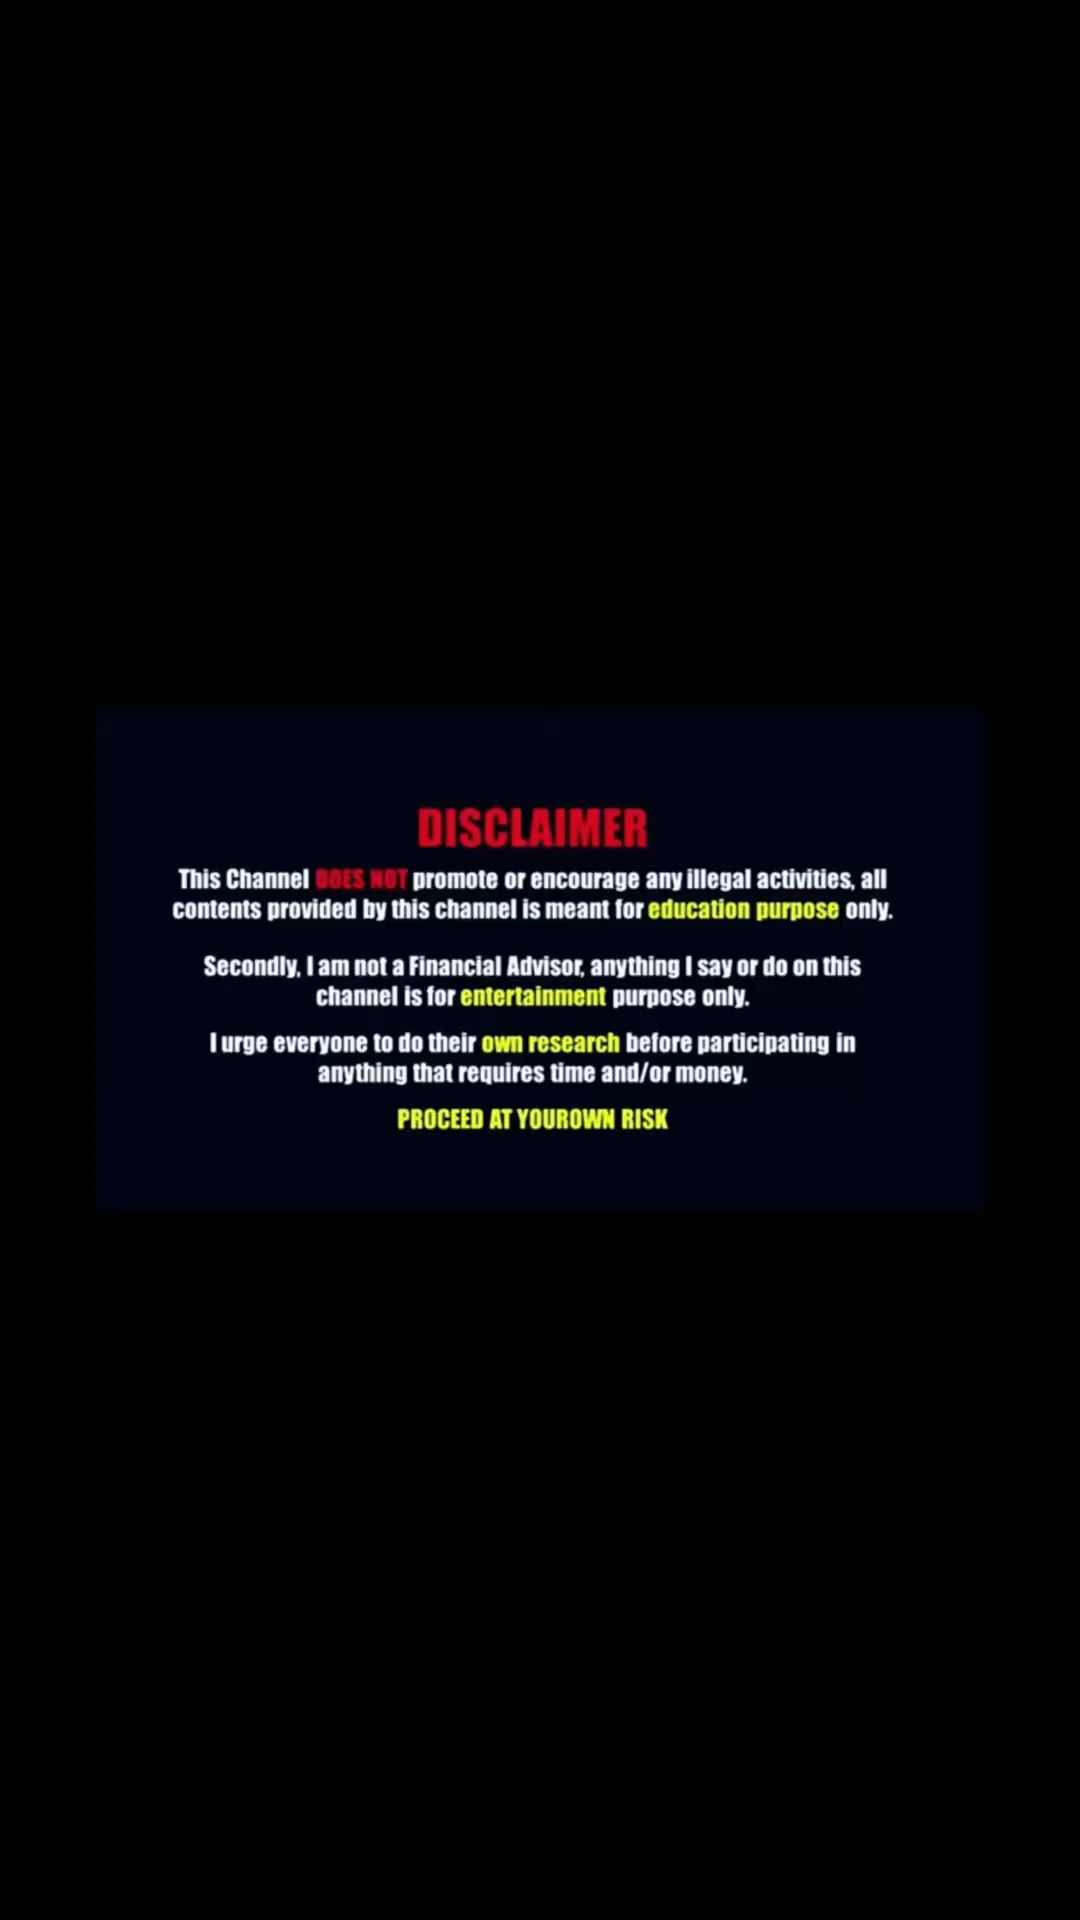 DISCLAIMER
This Channel DOES NOT promote or encourage any illegal activities, all
contents provided by this channel is meant for education purpose only.
Secondly, I am not a Financial Advisor, anything I say or do on this
channel is for entertainment purpose only.
I urge everyone to do their own research before participating in
anything that requires time and/or money.
PROCEED AT YOUROWN RISK